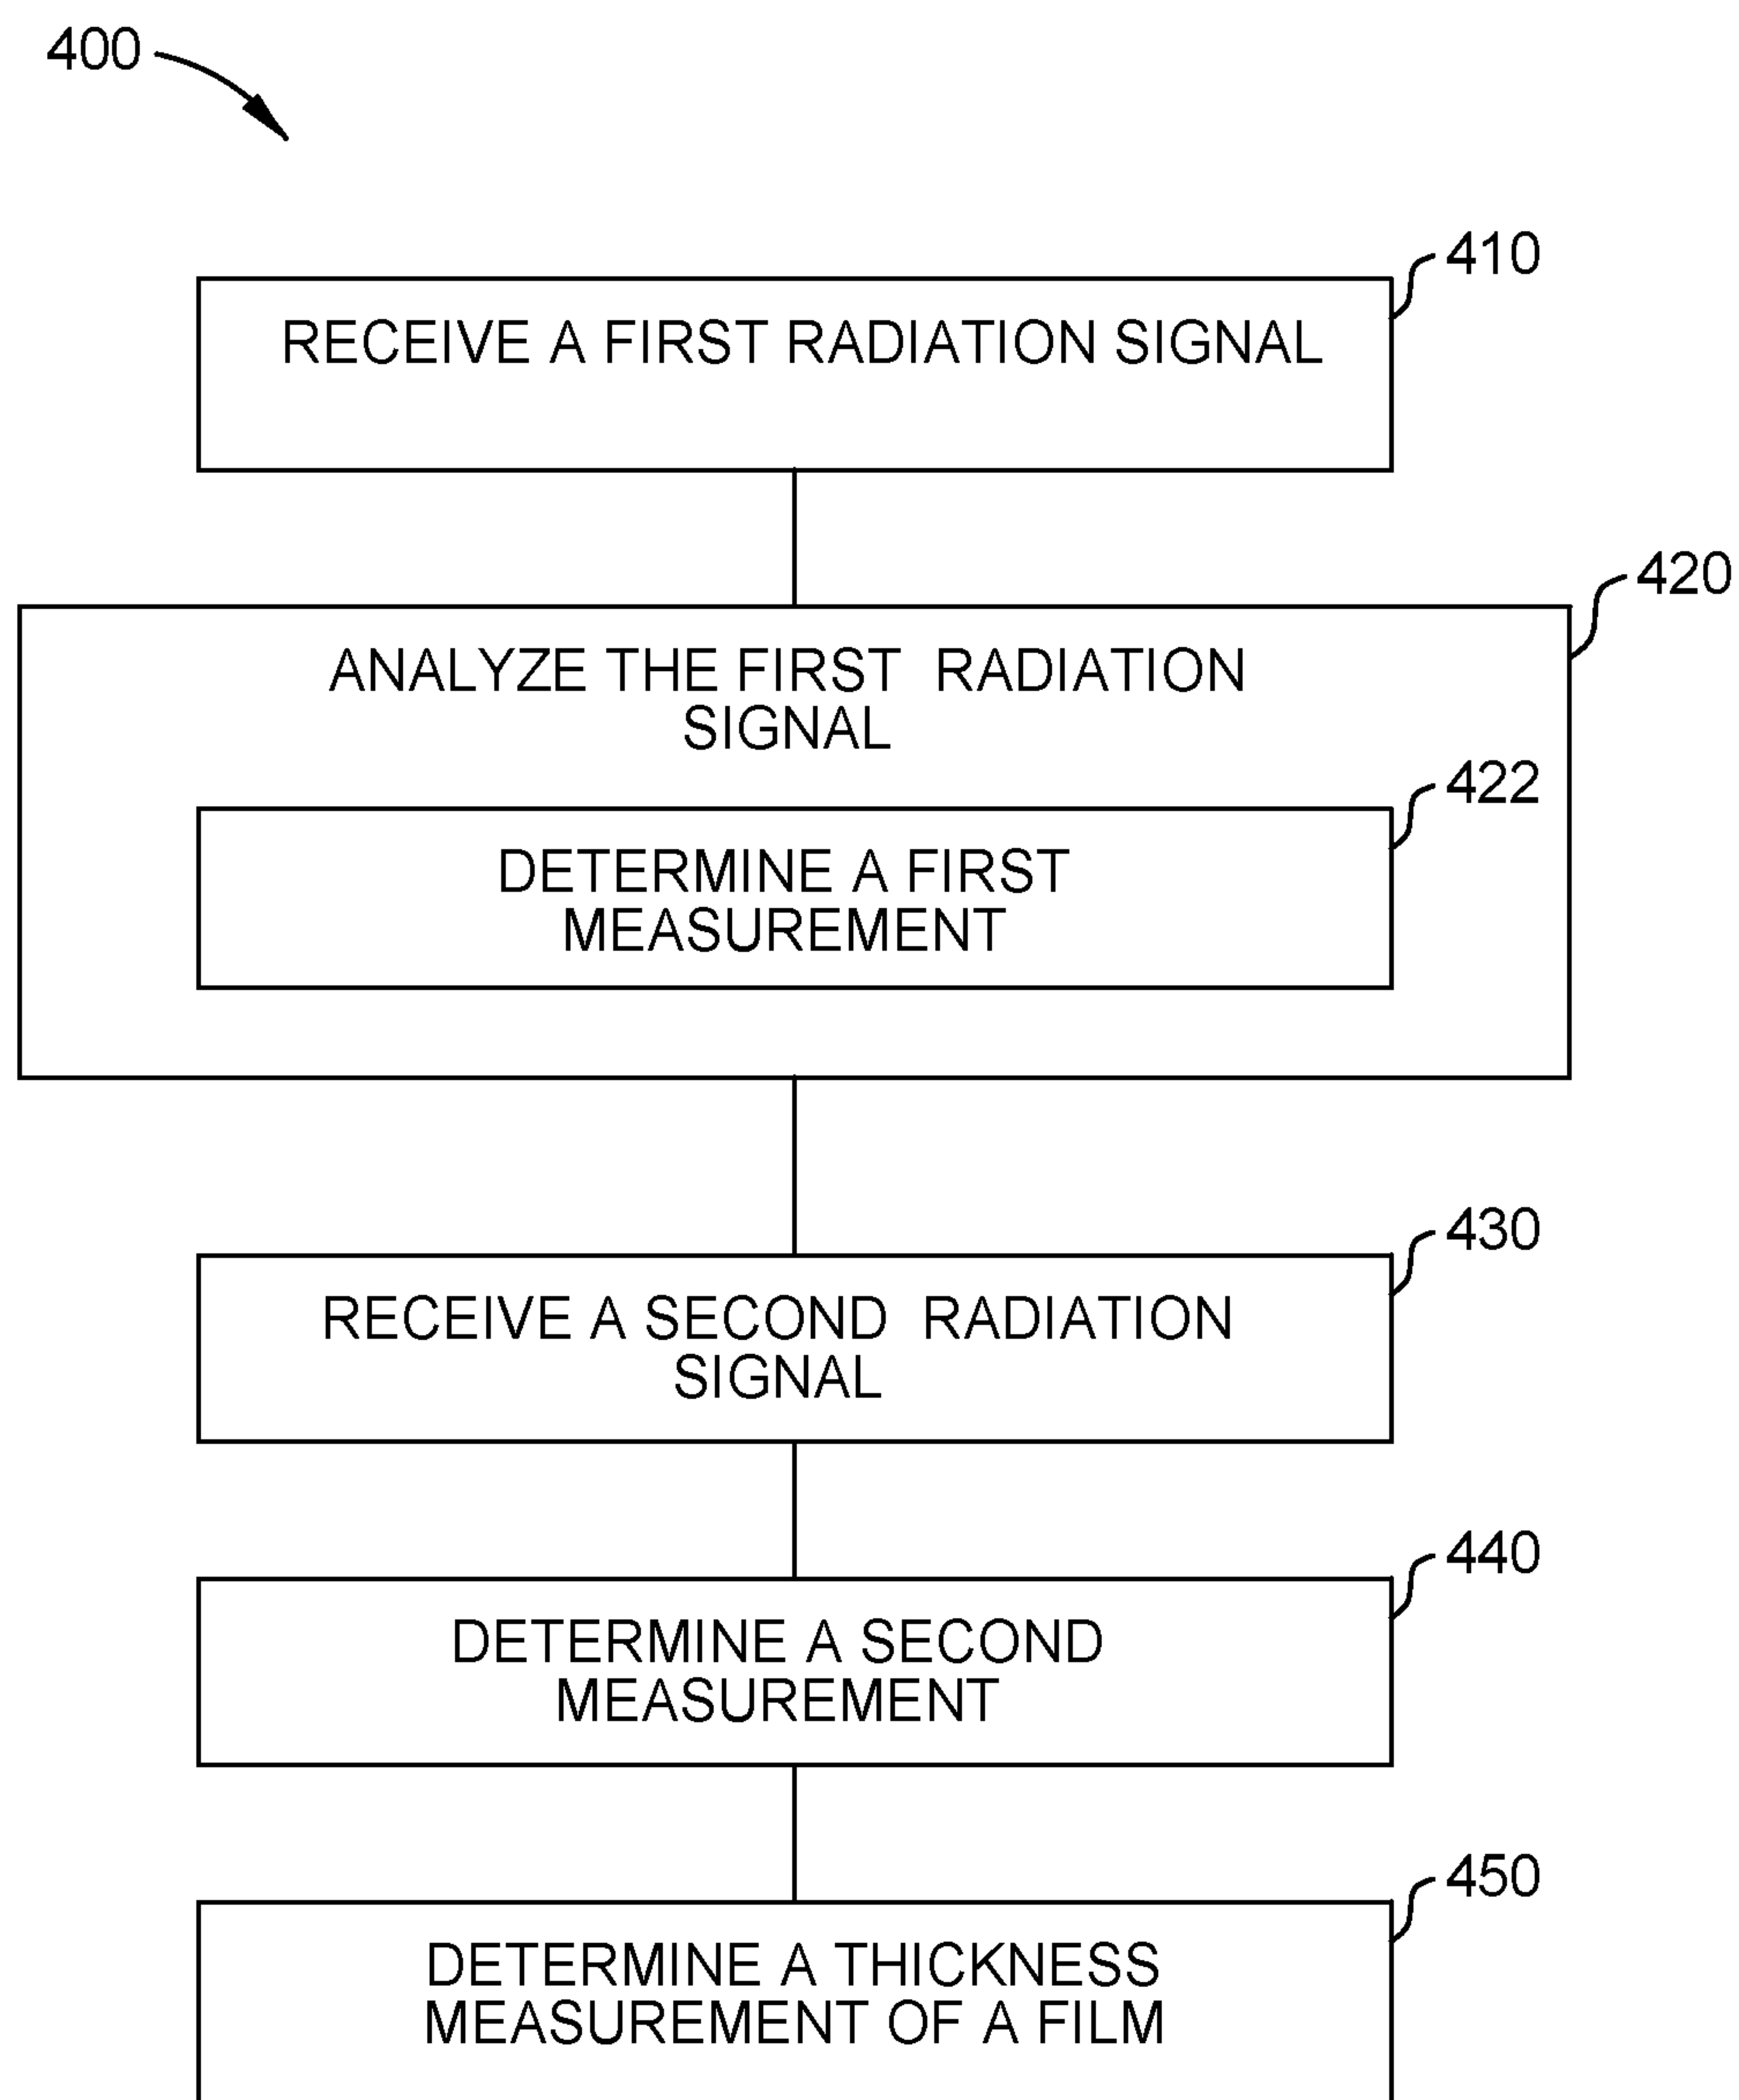 400
410
RECEIVE A FIRST RADIATION SIGNAL
420
ANALYZE THE FIRST RADIATION
SIGNAL
422
DETERMINE A FIRST
MEASUREMENT
430
RECEIVE A SECOND RADIATION
SIGNAL
440
DETERMINE A SECOND
MEASUREMENT
450
DETERMINE A THICKNESS
MEASUREMENT OF A FILM